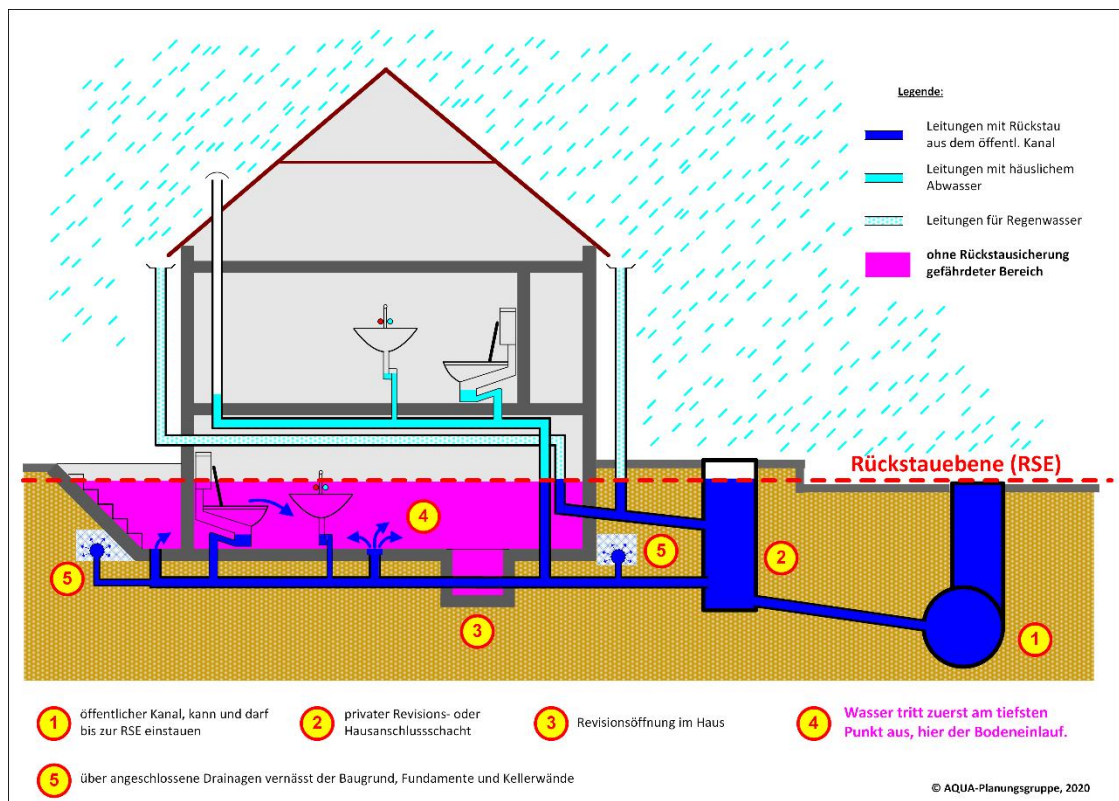 Legende:
Leitungen mit Rückstau
aus dem öffentl. Kanal
Leitungen mit häuslichem
Abwasser
Leitungen für Regenwasser
ohne Rückstausicherung
gefährdeter Bereich
Rückstauebene (RSE)
4
5
5
2
3
1
1 öffentlicher Kanal, kann und darf
bis zur RSE einstauen
2 privater Revisions- oder
Hausanschlussschacht
3 Revisionsöffnung im Haus
4 Wasser tritt zuerst am tiefsten
Punkt aus, hier der Bodeneinlauf.
5 über angeschlossene Drainagen vernässt der Baugrund, Fundamente und Kellerwände
© AQUA-Planungsgruppe, 2020